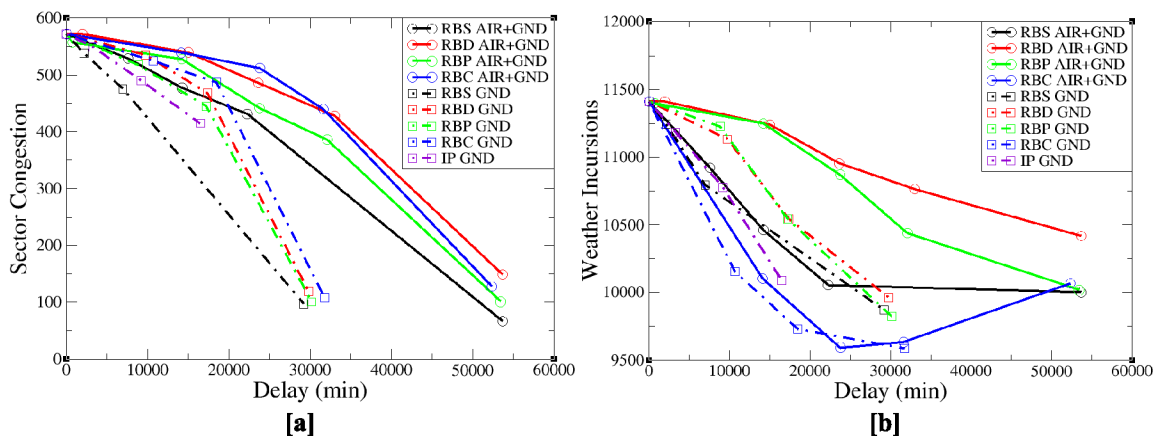 600
500
400
300
200
100
0
Sector Congestion
0 10000 20000 30000 40000 50000 60000
Delay (min)
RBS AIR+GND
RBD AIR+GND
RBP AIR+GND
RBC AIR+GND
RBS GND
RBD GND
RBP GND
RBC GND
IP GND
[a]
12000
11500
11000
10500
10000
9500
Weather Incursions
0 10000 20000 30000 40000 50000 60000
Delay (min)
RBS AIR+GND
RBD AIR+GND
RBP AIR+GND
RBC AIR+GND
RBS GND
RBD GND
RBP GND
RBC GND
IP GND
[b]